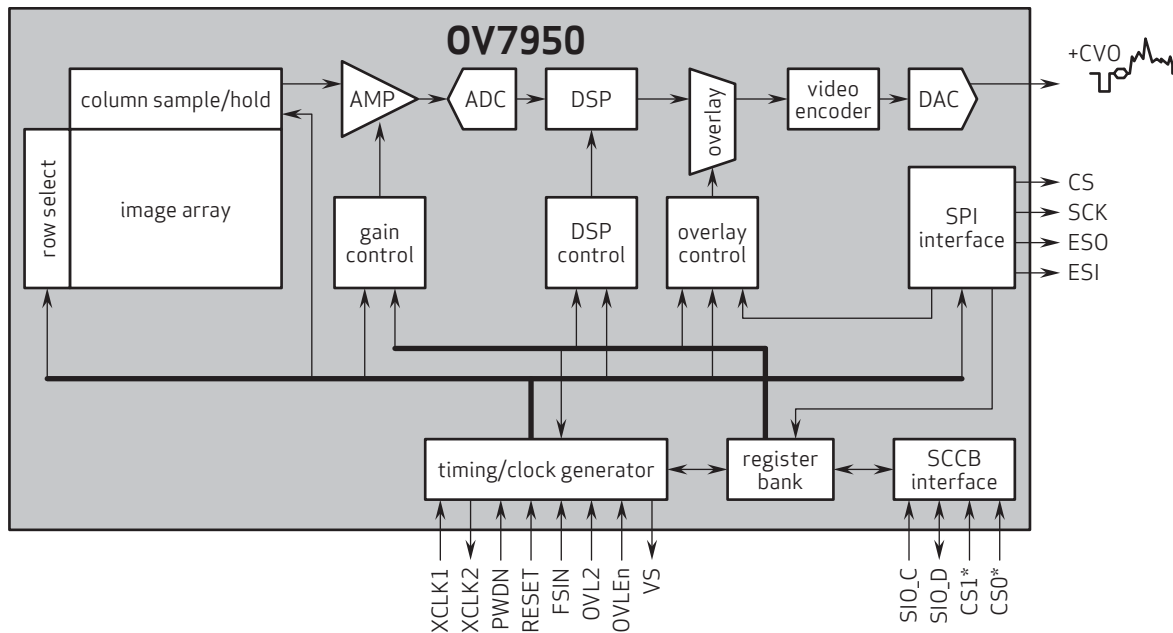 OV7950
+CVO
column sample/hold
AMP
ADC
DSP
overlay
video
encoder
DAC
row select
image array
gain
control
DSP
control
overlay
control
SPI
interface
CS
SCK
ESO
ESI
timing/clock generator
register
bank
SCCB
interface
XCLK1
XCLK2
PWDN
RESET
FSIN
OVL2
OVLEn
VS
SIO_C
SIO_D
CS1*
CS0*